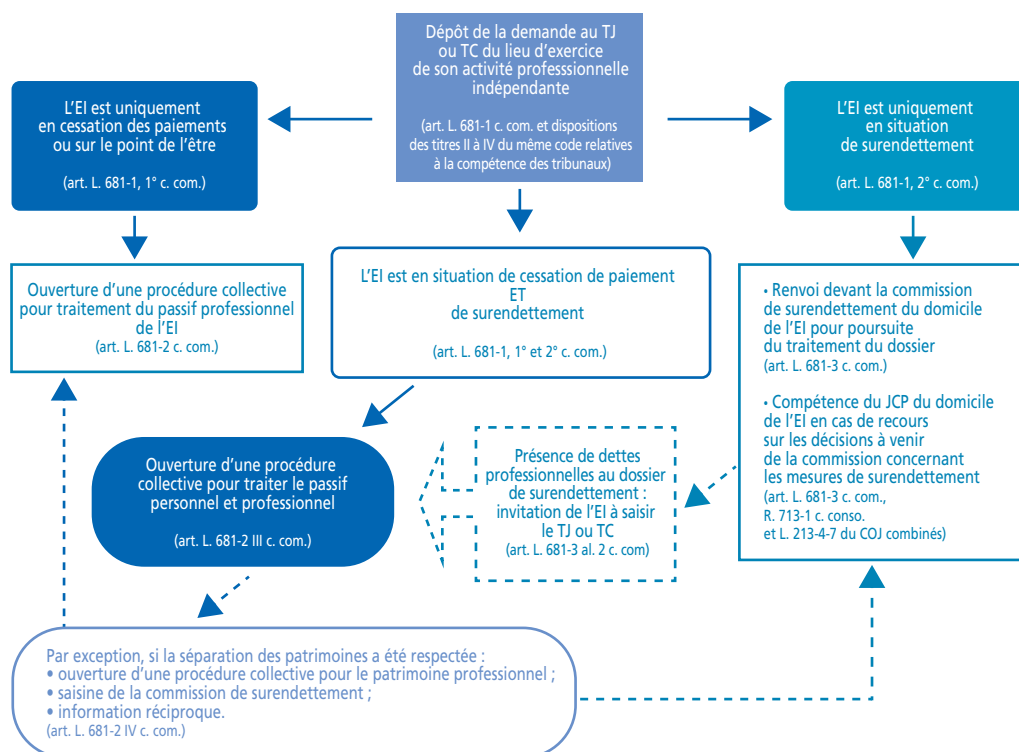 Dépôt de la demande au TJ
ou TC du lieu d'exercice
de son activité professsionnelle
indépendante
(art. L. 681-1 c. com. et dispositions
des titres II à IV du même code relatives
à la compétence des tribunaux)
L'EI est uniquement
en cessation des paiements
ou sur le point de l'être
(art. L. 681-1, 1° c. com.)
L'EI est uniquement
en situation
de surendettement
(art. L. 681-1, 2° c. com.)
Ouverture d'une procédure collective
pour traitement du passif professionnel
de l'EI
(art. L. 681-2 c. com.)
L'EI est en situation de cessation de paiement
ET
de surendettement
(art. L. 681-1, 1° et 2° c. com.)
• Renvoi devant la commission
de surendettement du domicile
de l'EI pour poursuite
du traitement du dossier
(art. L. 681-3 c. com.)
• Compétence du JCP du domicile
de l'EI en cas de recours
sur les décisions à venir
de la commission concernant
les mesures de surendettement
(art. L. 681-3 c. com.,
R. 713-1 c. conso.
et L. 213-4-7 du COJ combinés)
Ouverture d'une procédure
collective pour traiter le passif
personnel et professionnel
(art. L. 681-2 III c. com.)
Présence de dettes
professionnelles au dossier
de surendettement :
invitation de l'EI à saisir
le TJ ou TC
(art. L. 681-3 al. 2 c. com)
Par exception, si la séparation des patrimoines a été respectée :
• ouverture d'une procédure collective pour le patrimoine professionnel ;
• saisine de la commission de surendettement ;
• information réciproque.
(art. L. 681-2 IV c. com.)